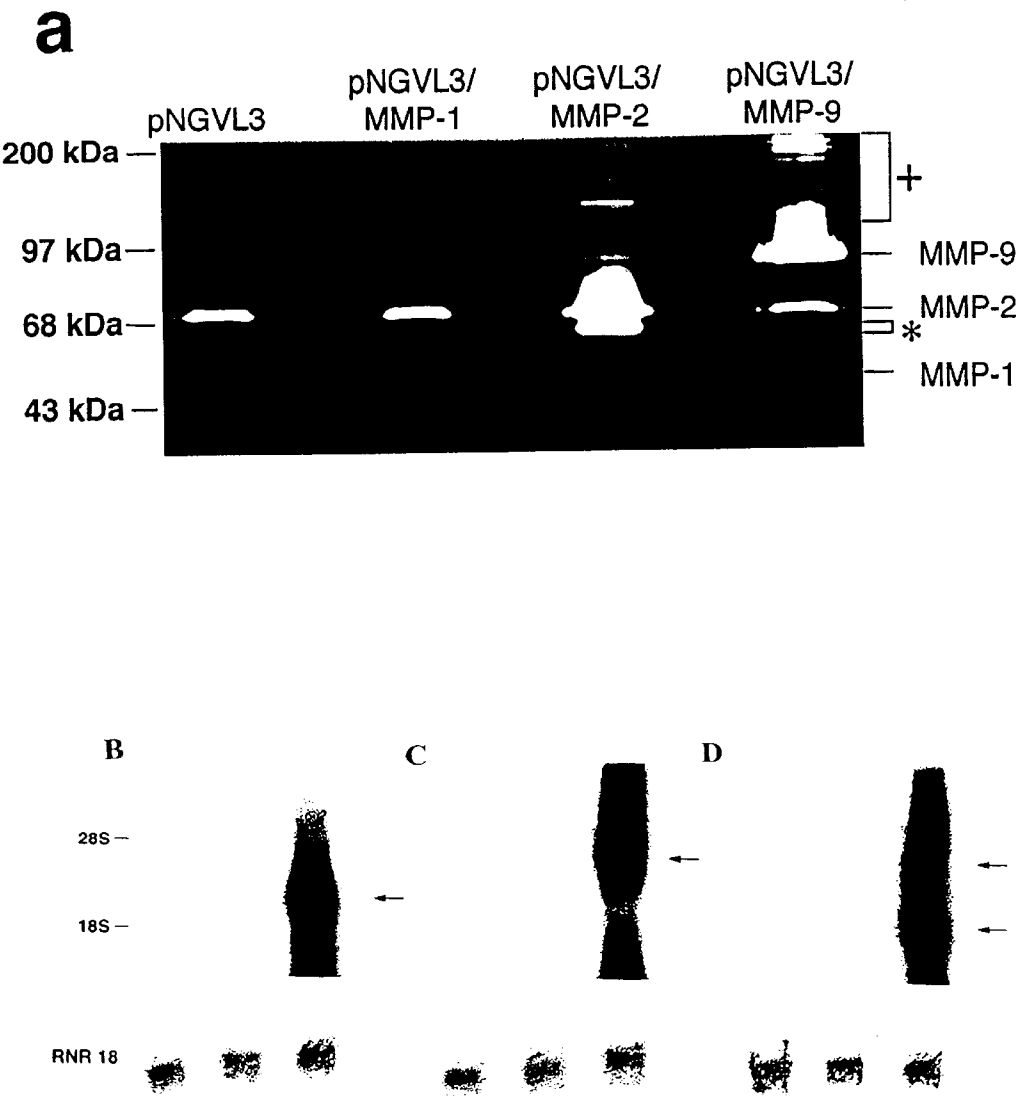 a
pNGVL3
pNGVL3/
MMP-1
pNGVL3/
MMP-2
pNGVL3/
MMP-9
200 kDa
97 kDa
68 kDa
43 kDa
+
MMP-9
MMP-2
*
MMP-1
B
C
D
28S
18S
RNR 18